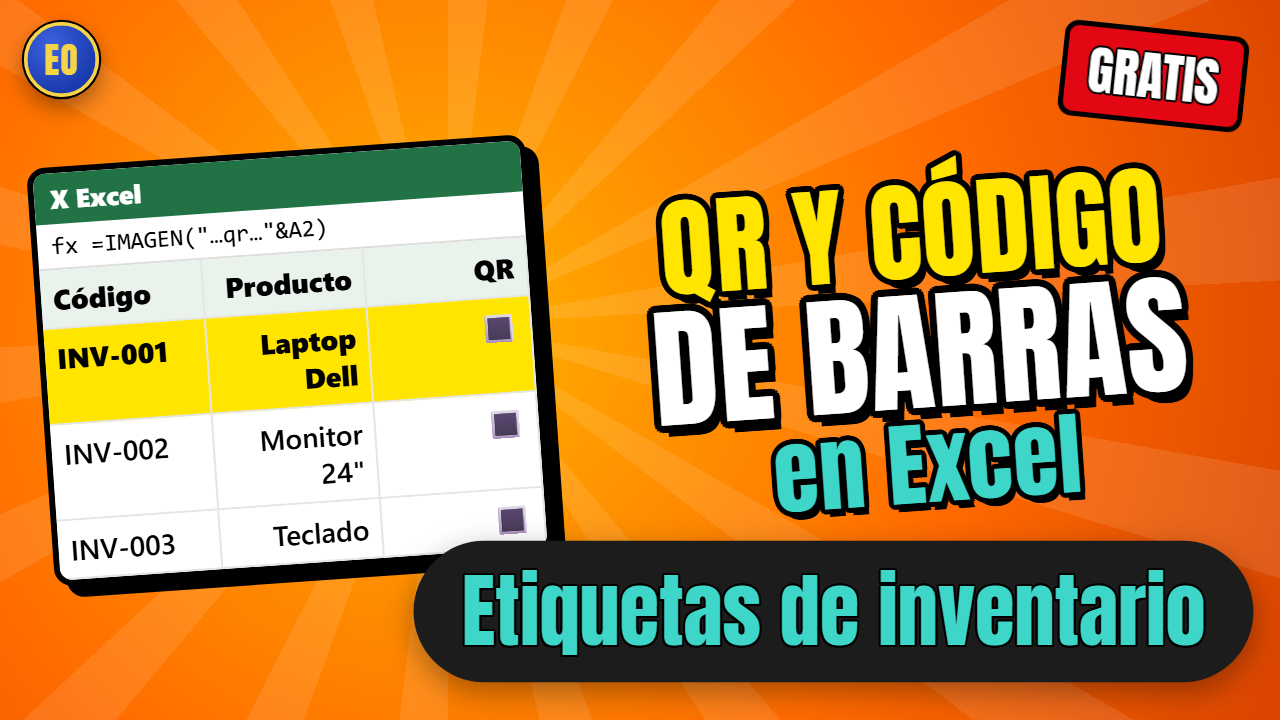 EO
GRATIS
X Excel
fx =IMAGEN("…qr…"&A2)
Código Producto QR
INV-001 Laptop Dell
INV-002 Monitor 24"
INV-003 Teclado
QR Y CÓDIGO
DE BARRAS
en Excel
Etiquetas de inventario